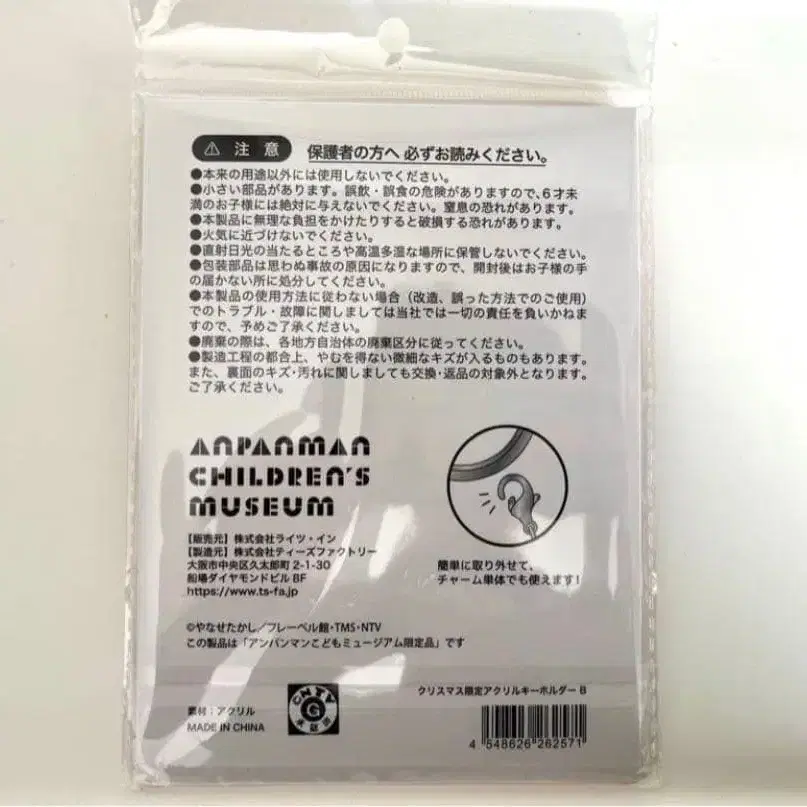 ⚠ 注意 保護者の方へ 必ずお読みください。
●本来の用途以外には使用しないでください。
●小さい部品があります。誤飲・誤食の危険がありますので、6才未
満のお子様には絶対に与えないでください。窒息の恐れがあります。
●本製品に無理な負担をかけたりすると破損する恐れがあります。
●火気に近づけないでください。
●直射日光の当たるところや高温多湿な場所に保管しないでください。
●包装部品は思わぬ事故の原因になりますので、開封後はお子様の手
の届かない所に処分してください。
●本製品の使用方法に従わない場合（改造、誤った方法でのご使用）
でのトラブル・故障に関しましては当社では一切の責任を負いかねま
すので、予めご了承ください。
●廃棄の際は、各地方自治体の廃棄区分に従ってください。
●製造工程の都合上、やむを得ない微細なキズが入るものもあります。
また、裏面のキズ・汚れに関しましても交換・返品の対象外となります。
ご了承ください。
ANPANMAN
CHILDREN'S
MUSEUM
【販売元】株式会社ライツ・イン
【製造元】株式会社ティーズファクトリー
大阪市中央区久太郎町2-1-30
船場ダイヤモンドビル8F
https://www.ts-fa.jp
簡単に取り外せて、
チャーム単体でも使えます!
©やなせたかし/フレーベル館・TMS・NTV
この製品は「アンパンマンこどもミュージアム限定品」です
クリスマス限定アクリルキーホルダー B
素材：アクリル
MADE IN CHINA
CNTV
G
承認済
4 548626 262571